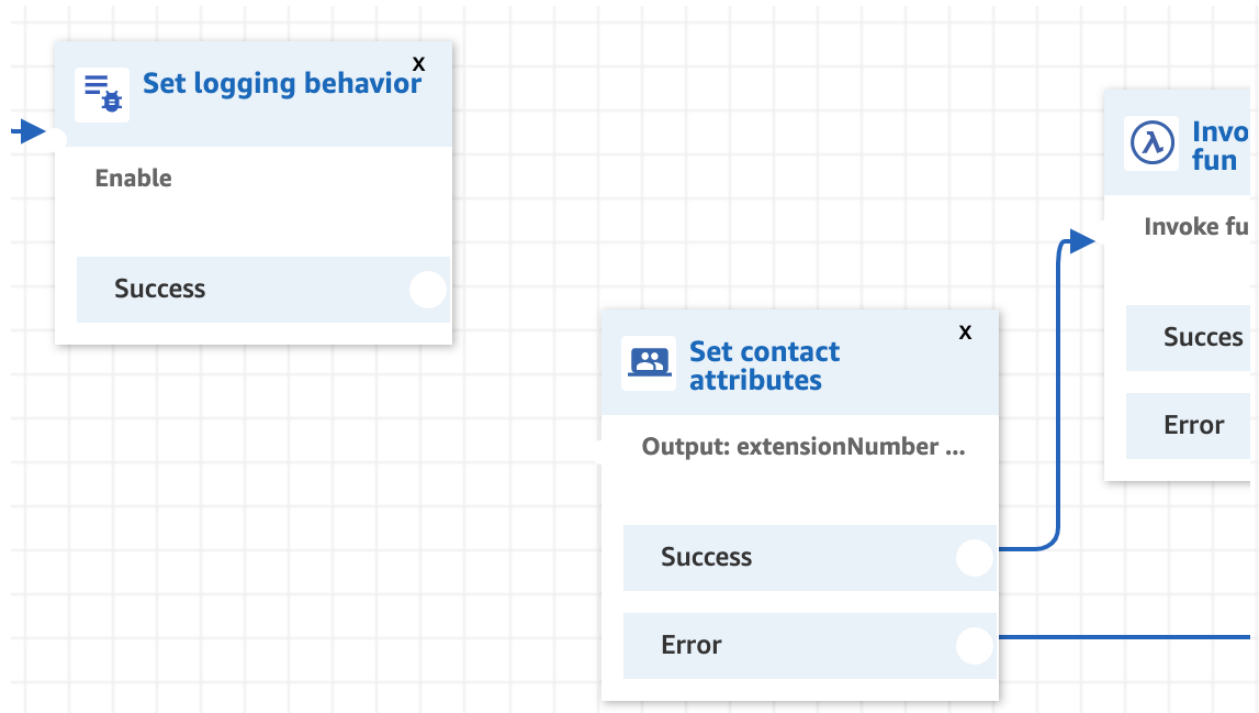 Set logging behavior
X
Enable
Success
Set contact
attributes
X
Output: extensionNumber ...
Success
Error
Invo
fun
Invoke fu
Succes
Error